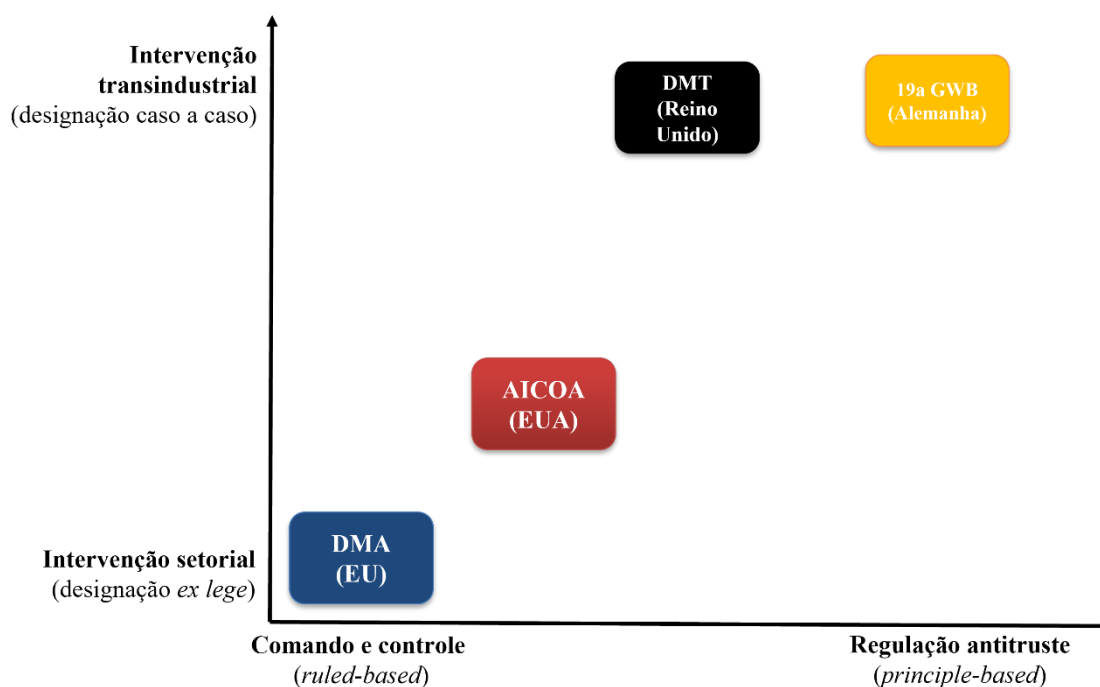 Intervenção
transindustrial
(designação caso a caso)
DMT
(Reino
Unido)
19a GWB
(Alemanha)
AICOA
(EUA)
DMA
(EU)
Intervenção setorial
(designação ex lege)
Comando e controle
(ruled-based)
Regulação antitruste
(principle-based)